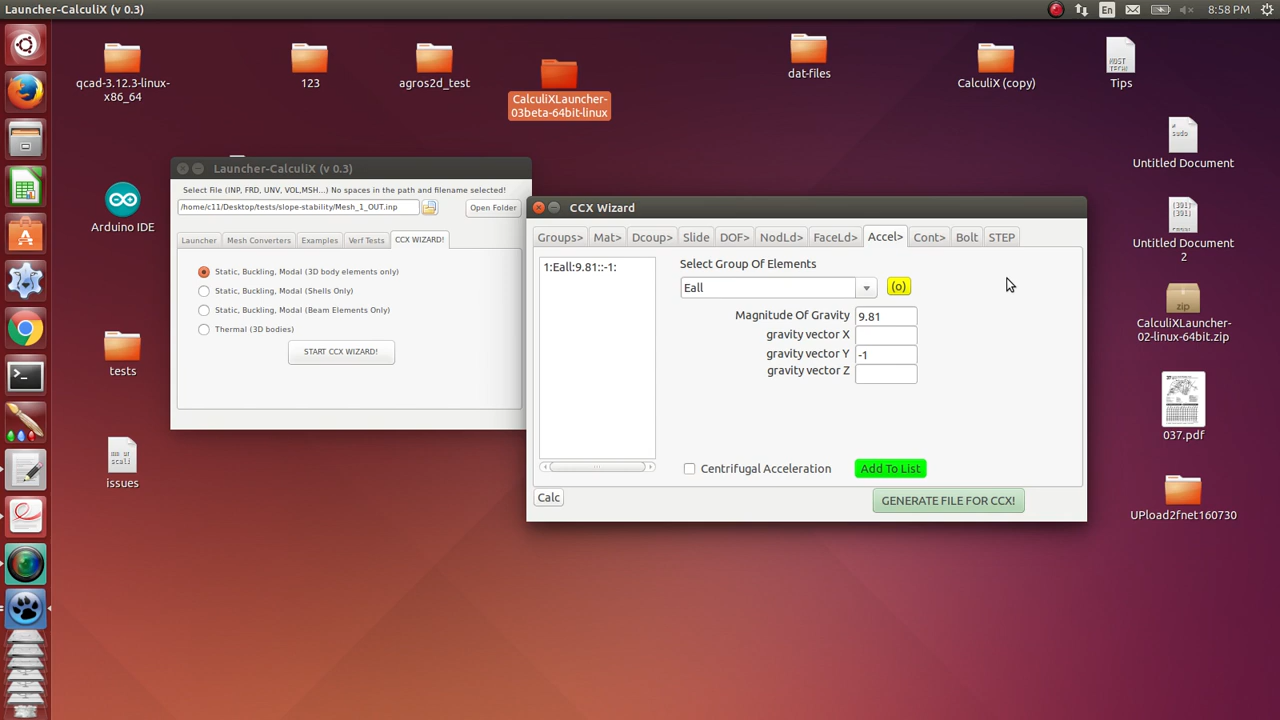 Launcher-CalculiX (v 0.3)
En
8:58 PM
qcad-3.12.3-linux-
x86_64
123
agros2d_test
CalculiXLauncher-
03beta-64bit-linux
dat-files
CalculiX (copy)
Tips
Untitled Document
Untitled Document
2
zip
CalculiXLauncher-
02-linux-64bit.zip
037.pdf
UPload2fnet160730
Arduino IDE
tests
issues
Launcher-CalculiX (v 0.3)
Select File (INP, FRD, UNV, VOL,MSH...) No spaces in the path and filename selected!
/home/c11/Desktop/tests/slope-stability/Mesh_1_OUT.inp
Open Folder
Launcher
Mesh Converters
Examples
Verf Tests
CCX WIZARD!
Static, Buckling, Modal (3D body elements only)
Static, Buckling, Modal (Shells Only)
Static, Buckling, Modal (Beam Elements Only)
Thermal (3D bodies)
START CCX WIZARD!
CCX Wizard
Groups>
Mat>
Dcoup>
Slide
DOF>
NodLd>
FaceLd>
Accel>
Cont>
Bolt
STEP
1:Eall:9.81::-1:
Select Group Of Elements
Eall
(o)
Magnitude Of Gravity
9.81
gravity vector X
gravity vector Y
-1
gravity vector Z
Centrifugal Acceleration
Add To List
Calc
GENERATE FILE FOR CCX!